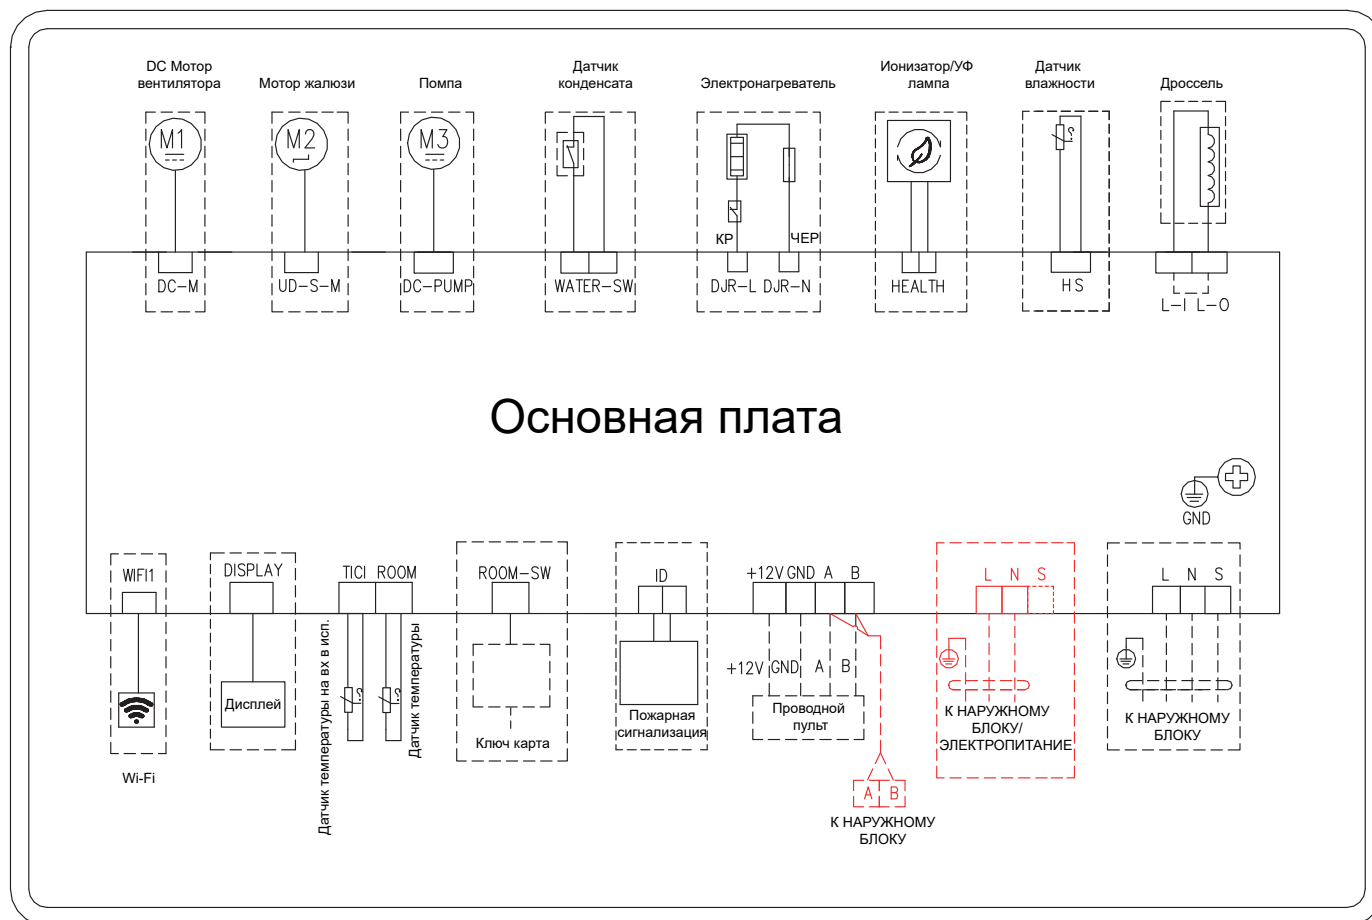 DC Мотор
вентилятора
Мотор жалюзи
Помпа
Датчик
конденсата
Электронагреватель
Ионизатор/УФ
лампа
Датчик
влажности
Дроссель
M1
M2
M3
КР
ЧЕР
DC-M
UD-S-M
DC-PUMP
WATER-SW
DJR-L DJR-N
HEALTH
HS
L-I L-O
Основная плата
GND
WIFI1
DISPLAY
TICI ROOM
ROOM-SW
ID
+12V GND A B
L N S
L N S
Датчик температуры на вх в исп.
Датчик температуры
+12V GND A B
Дисплей
Ключ карта
Пожарная
сигнализация
Проводной
пульт
К НАРУЖНОМУ
БЛОКУ/
ЭЛЕКТРОПИТАНИЕ
К НАРУЖНОМУ
БЛОКУ
Wi-Fi
A B
К НАРУЖНОМУ
БЛОКУ